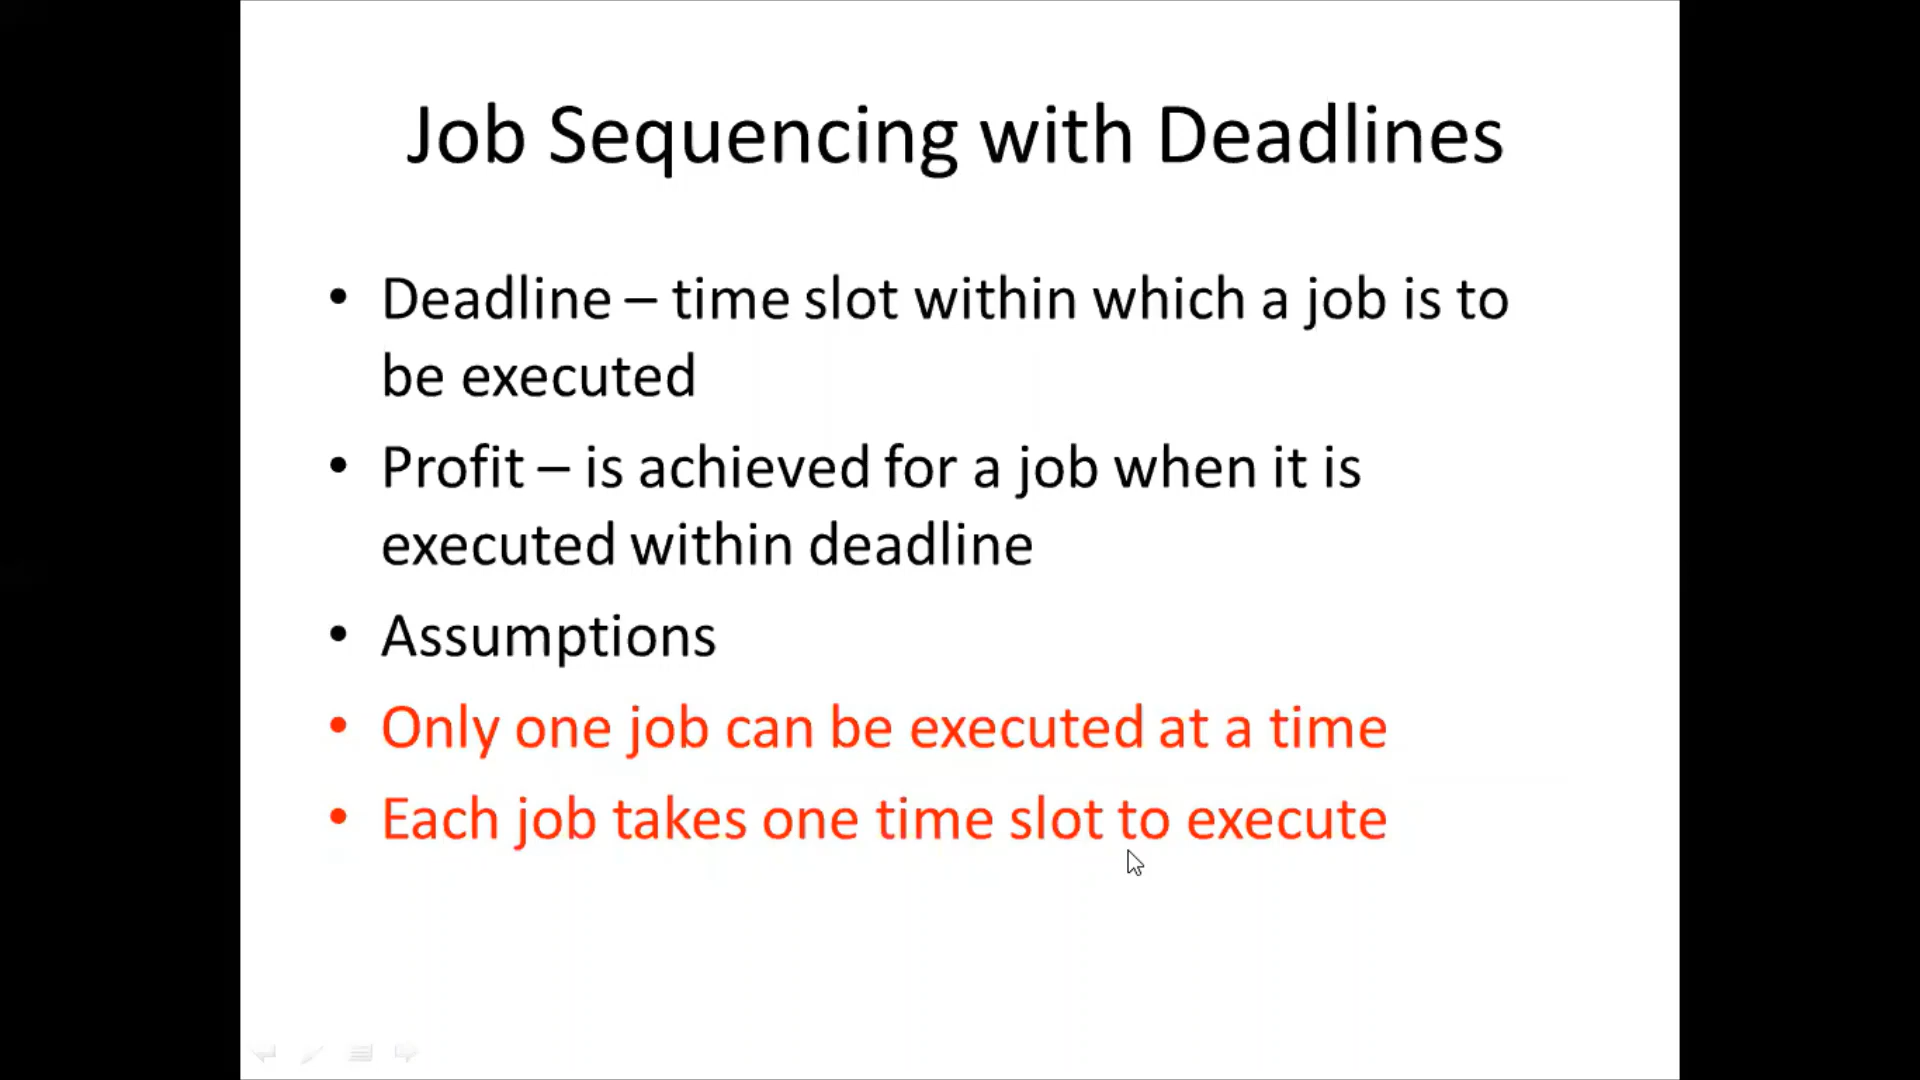 Job Sequencing with Deadlines
• Deadline – time slot within which a job is to
be executed
• Profit – is achieved for a job when it is
executed within deadline
• Assumptions
• Only one job can be executed at a time
• Each job takes one time slot to execute